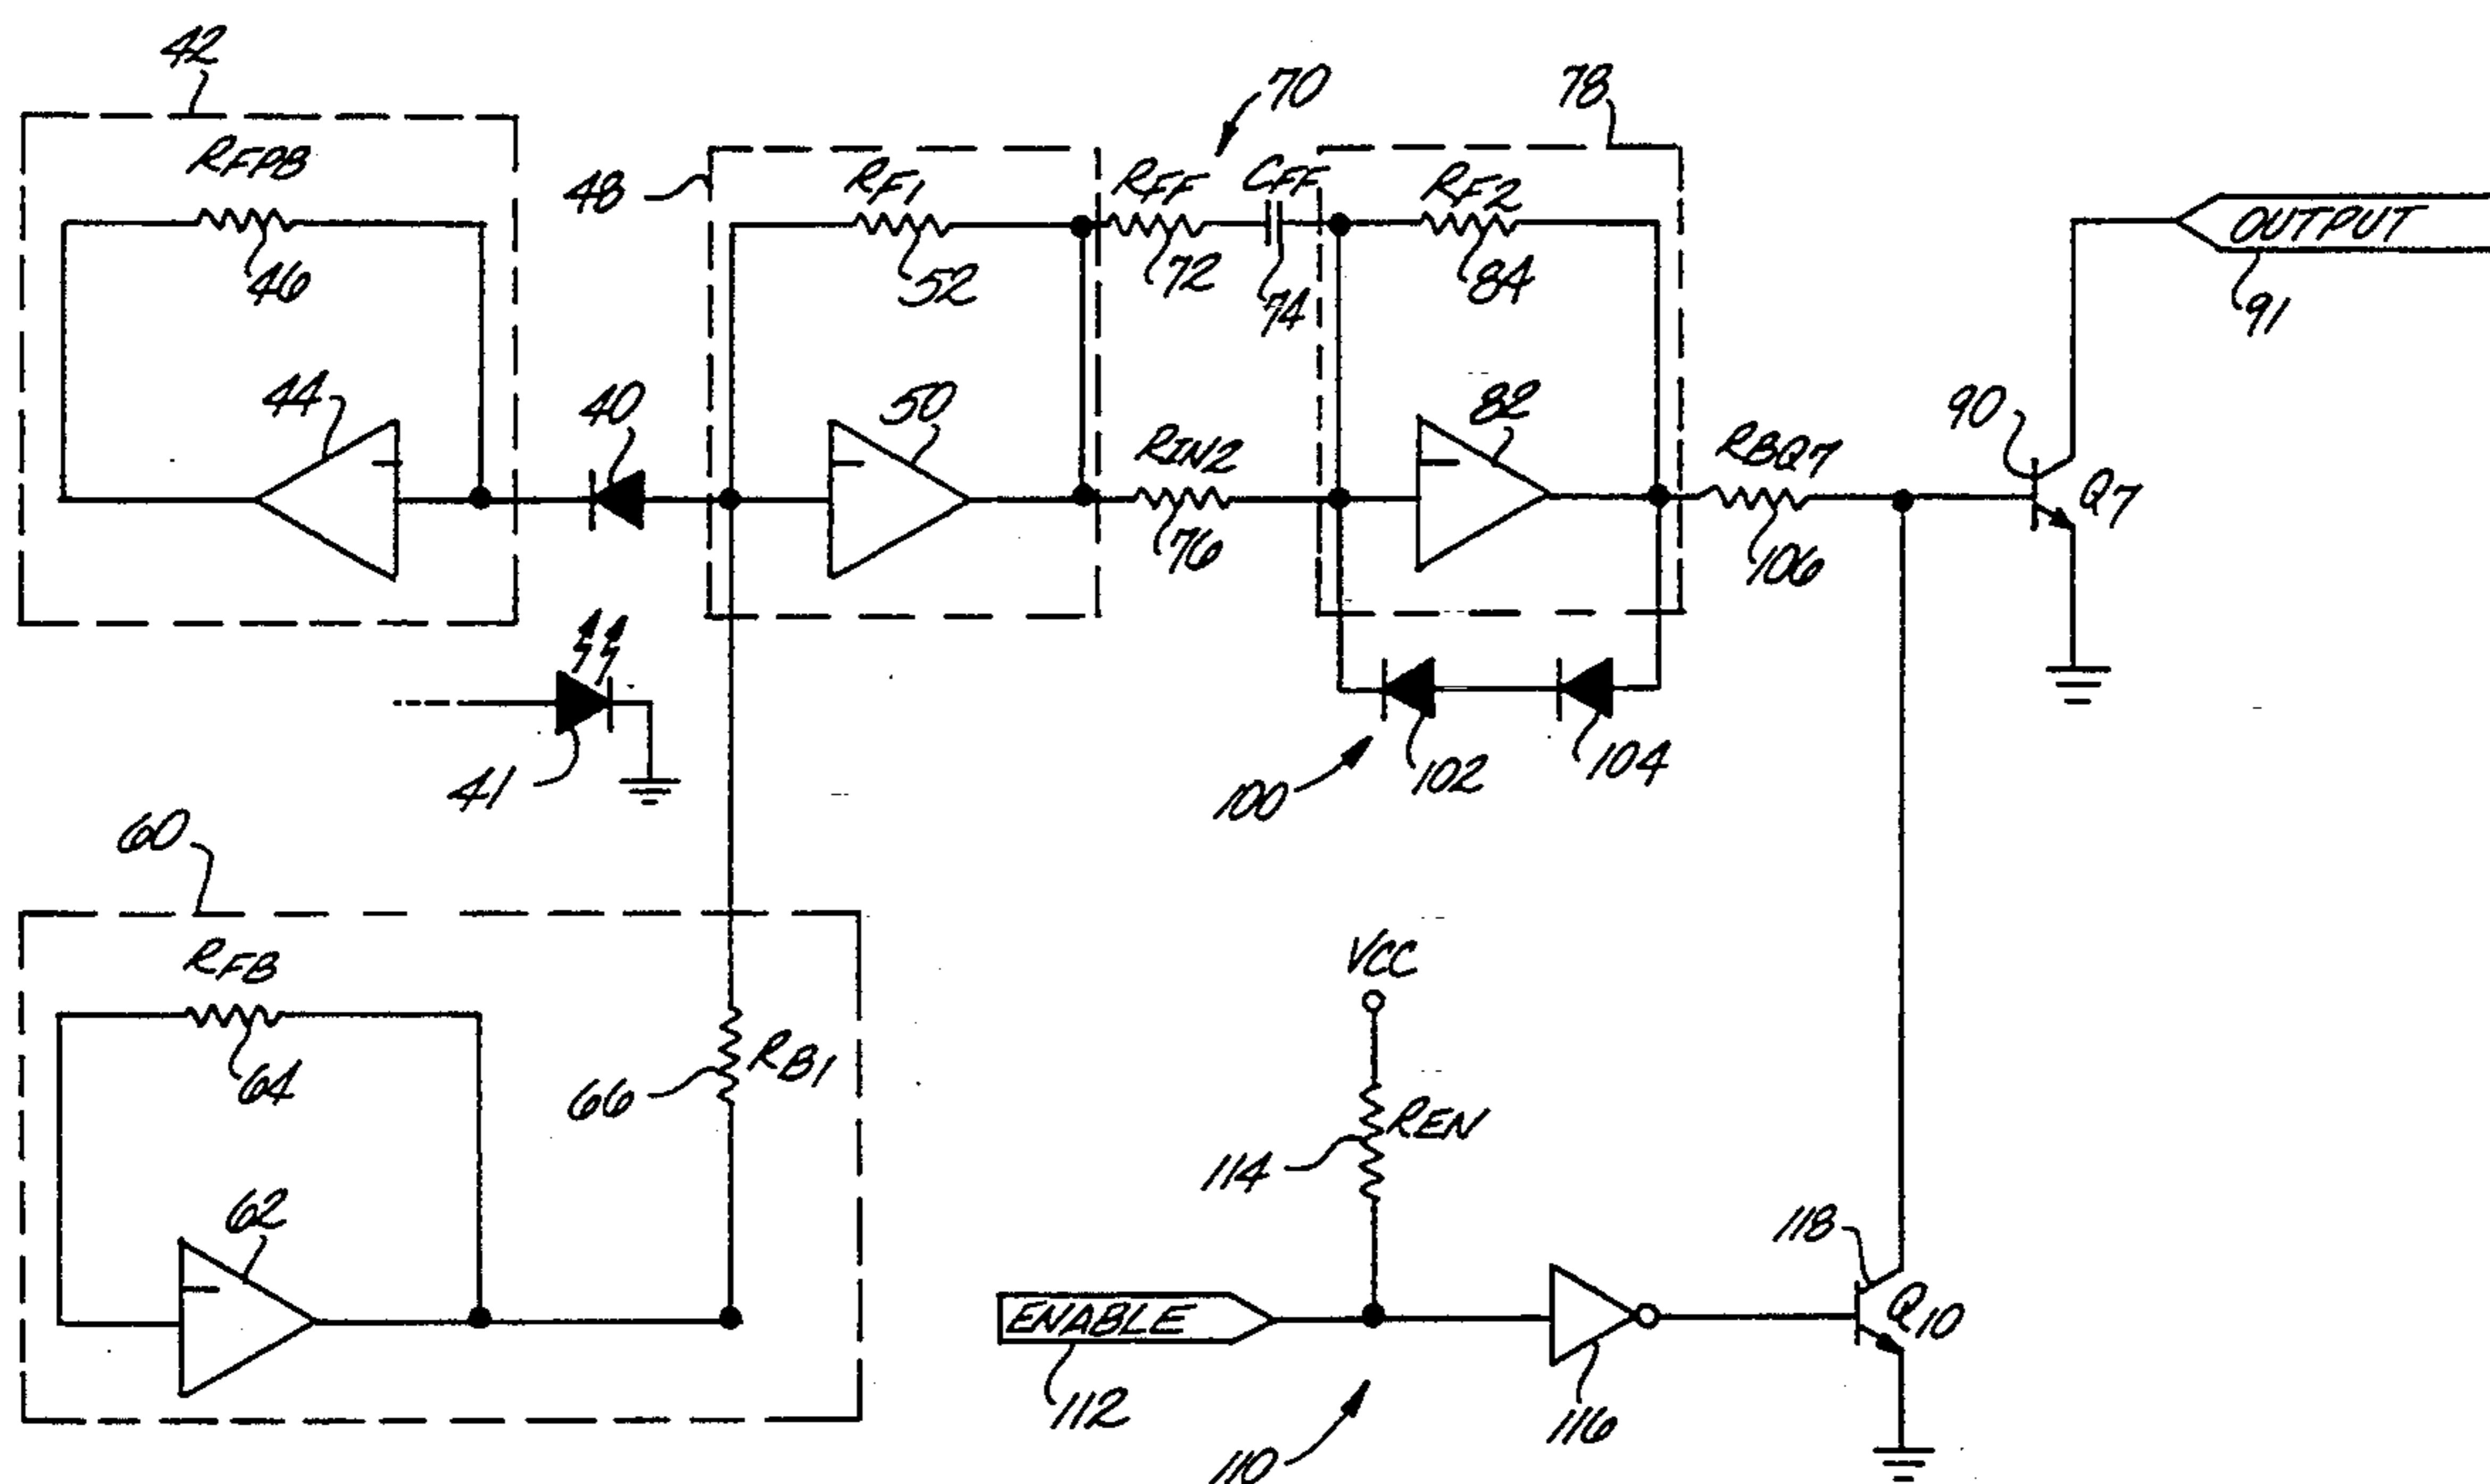 42
70
78
RFPB
48
RF1
RFF
CFF
RF2
OUTPUT
46
52
72
74
84
91
44
40
50
RIN2
82
RBQ7
90
Q7
76
106
41
100
102
104
60
RFB
VCC
64
66
RB1
114
REN
62
118
ENABLE
Q10
112
116
110